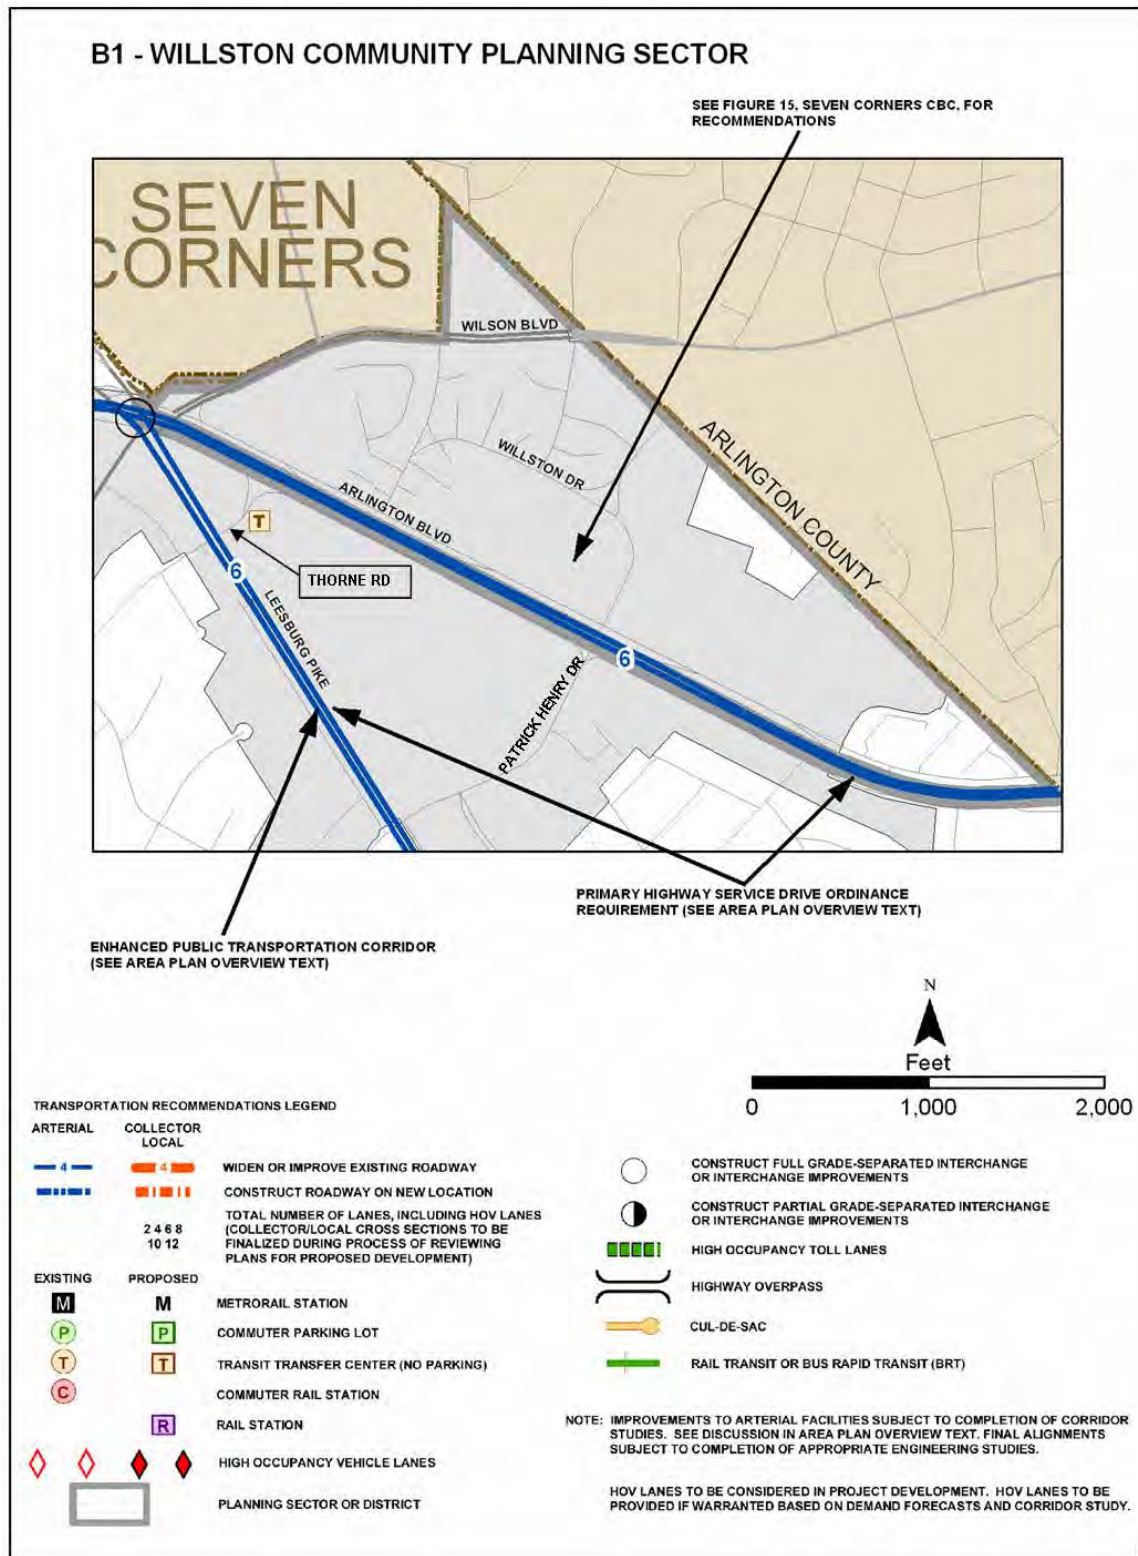 B1 - WILLSTON COMMUNITY PLANNING SECTOR
SEE FIGURE 15, SEVEN CORNERS CBC, FOR
RECOMMENDATIONS
SEVEN
CORNERS
WILSON BLVD
WILLSTON DR
ARLINGTON BLVD
ARLINGTON COUNTY
T
THORNE RD
6
LEESBURG PIKE
6
PATRICK HENRY DR
PRIMARY HIGHWAY SERVICE DRIVE ORDINANCE
REQUIREMENT (SEE AREA PLAN OVERVIEW TEXT)
ENHANCED PUBLIC TRANSPORTATION CORRIDOR
(SEE AREA PLAN OVERVIEW TEXT)
N
Feet
0 1,000 2,000
TRANSPORTATION RECOMMENDATIONS LEGEND
ARTERIAL COLLECTOR
LOCAL
4 4 WIDEN OR IMPROVE EXISTING ROADWAY
CONSTRUCT ROADWAY ON NEW LOCATION
TOTAL NUMBER OF LANES, INCLUDING HOV LANES
2 4 6 8 (COLLECTOR/LOCAL CROSS SECTIONS TO BE
10 12 FINALIZED DURING PROCESS OF REVIEWING
PLANS FOR PROPOSED DEVELOPMENT)
EXISTING PROPOSED
M M METRORAIL STATION
P P COMMUTER PARKING LOT
T T TRANSIT TRANSFER CENTER (NO PARKING)
C COMMUTER RAIL STATION
R RAIL STATION
HIGH OCCUPANCY VEHICLE LANES
PLANNING SECTOR OR DISTRICT
CONSTRUCT FULL GRADE-SEPARATED INTERCHANGE
OR INTERCHANGE IMPROVEMENTS
CONSTRUCT PARTIAL GRADE-SEPARATED INTERCHANGE
OR INTERCHANGE IMPROVEMENTS
HIGH OCCUPANCY TOLL LANES
HIGHWAY OVERPASS
CUL-DE-SAC
RAIL TRANSIT OR BUS RAPID TRANSIT (BRT)
NOTE: IMPROVEMENTS TO ARTERIAL FACILITIES SUBJECT TO COMPLETION OF CORRIDOR
STUDIES. SEE DISCUSSION IN AREA PLAN OVERVIEW TEXT. FINAL ALIGNMENTS
SUBJECT TO COMPLETION OF APPROPRIATE ENGINEERING STUDIES.
HOV LANES TO BE CONSIDERED IN PROJECT DEVELOPMENT. HOV LANES TO BE
PROVIDED IF WARRANTED BASED ON DEMAND FORECASTS AND CORRIDOR STUDY.